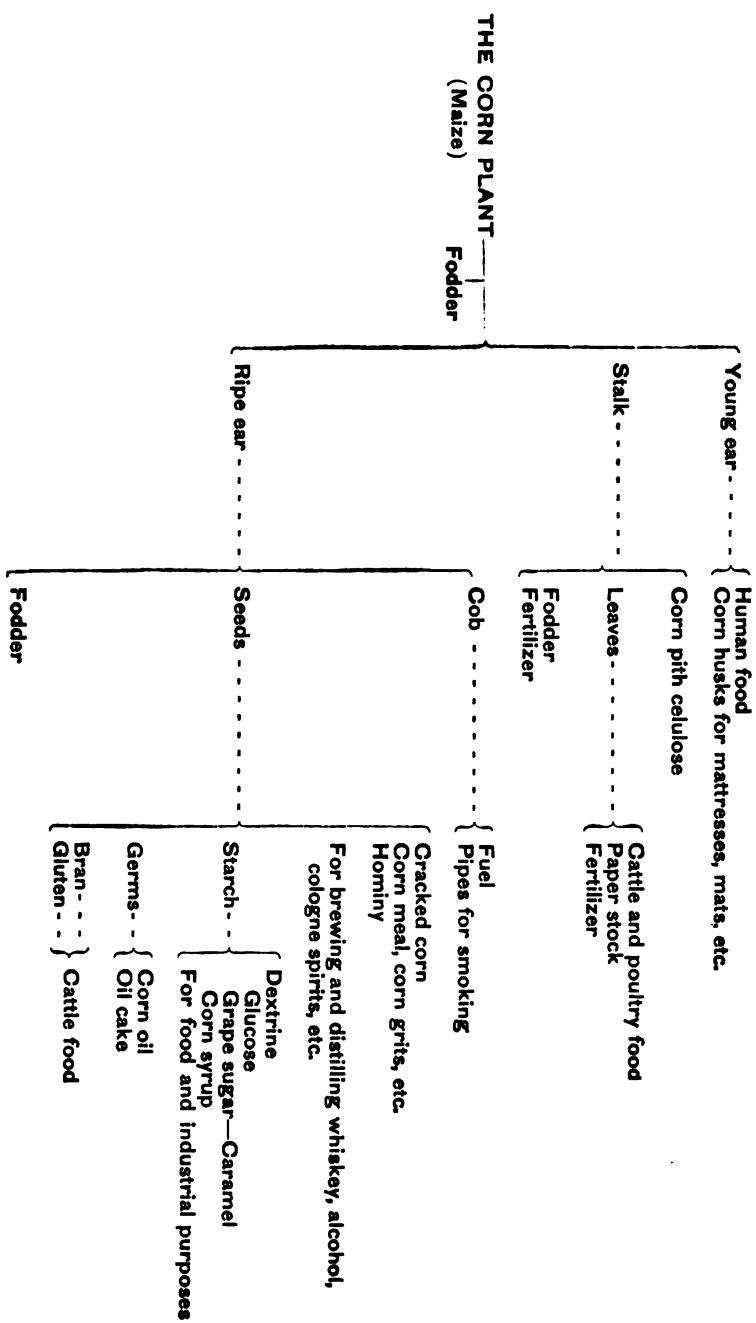 THE CORN PLANT
(Maize)
Fodder
Young ear
Human food
Corn husks for mattresses, mats, etc.
Stalk
Corn pith celulose
Leaves
Cattle and poultry food
Paper stock
Fertilizer
Fodder
Fertilizer
Ripe ear
Cob
Fuel
Pipes for smoking
Seeds
Cracked corn
Corn meal, corn grits, etc.
Hominy
For brewing and distilling whiskey, alcohol,
cologne spirits, etc.
Starch
Dextrine
Glucose
Grape sugar—Caramel
Corn syrup
For food and industrial purposes
Germs
Corn oil
Oil cake
Bran
Gluten
Cattle food
Fodder